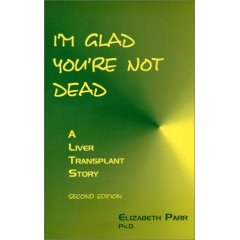 I'M GLAD
YOU'RE NOT
DEAD
A
LIVER
TRANSPLANT
STORY
SECOND EDITION
ELIZABETH PARR
PH.D.